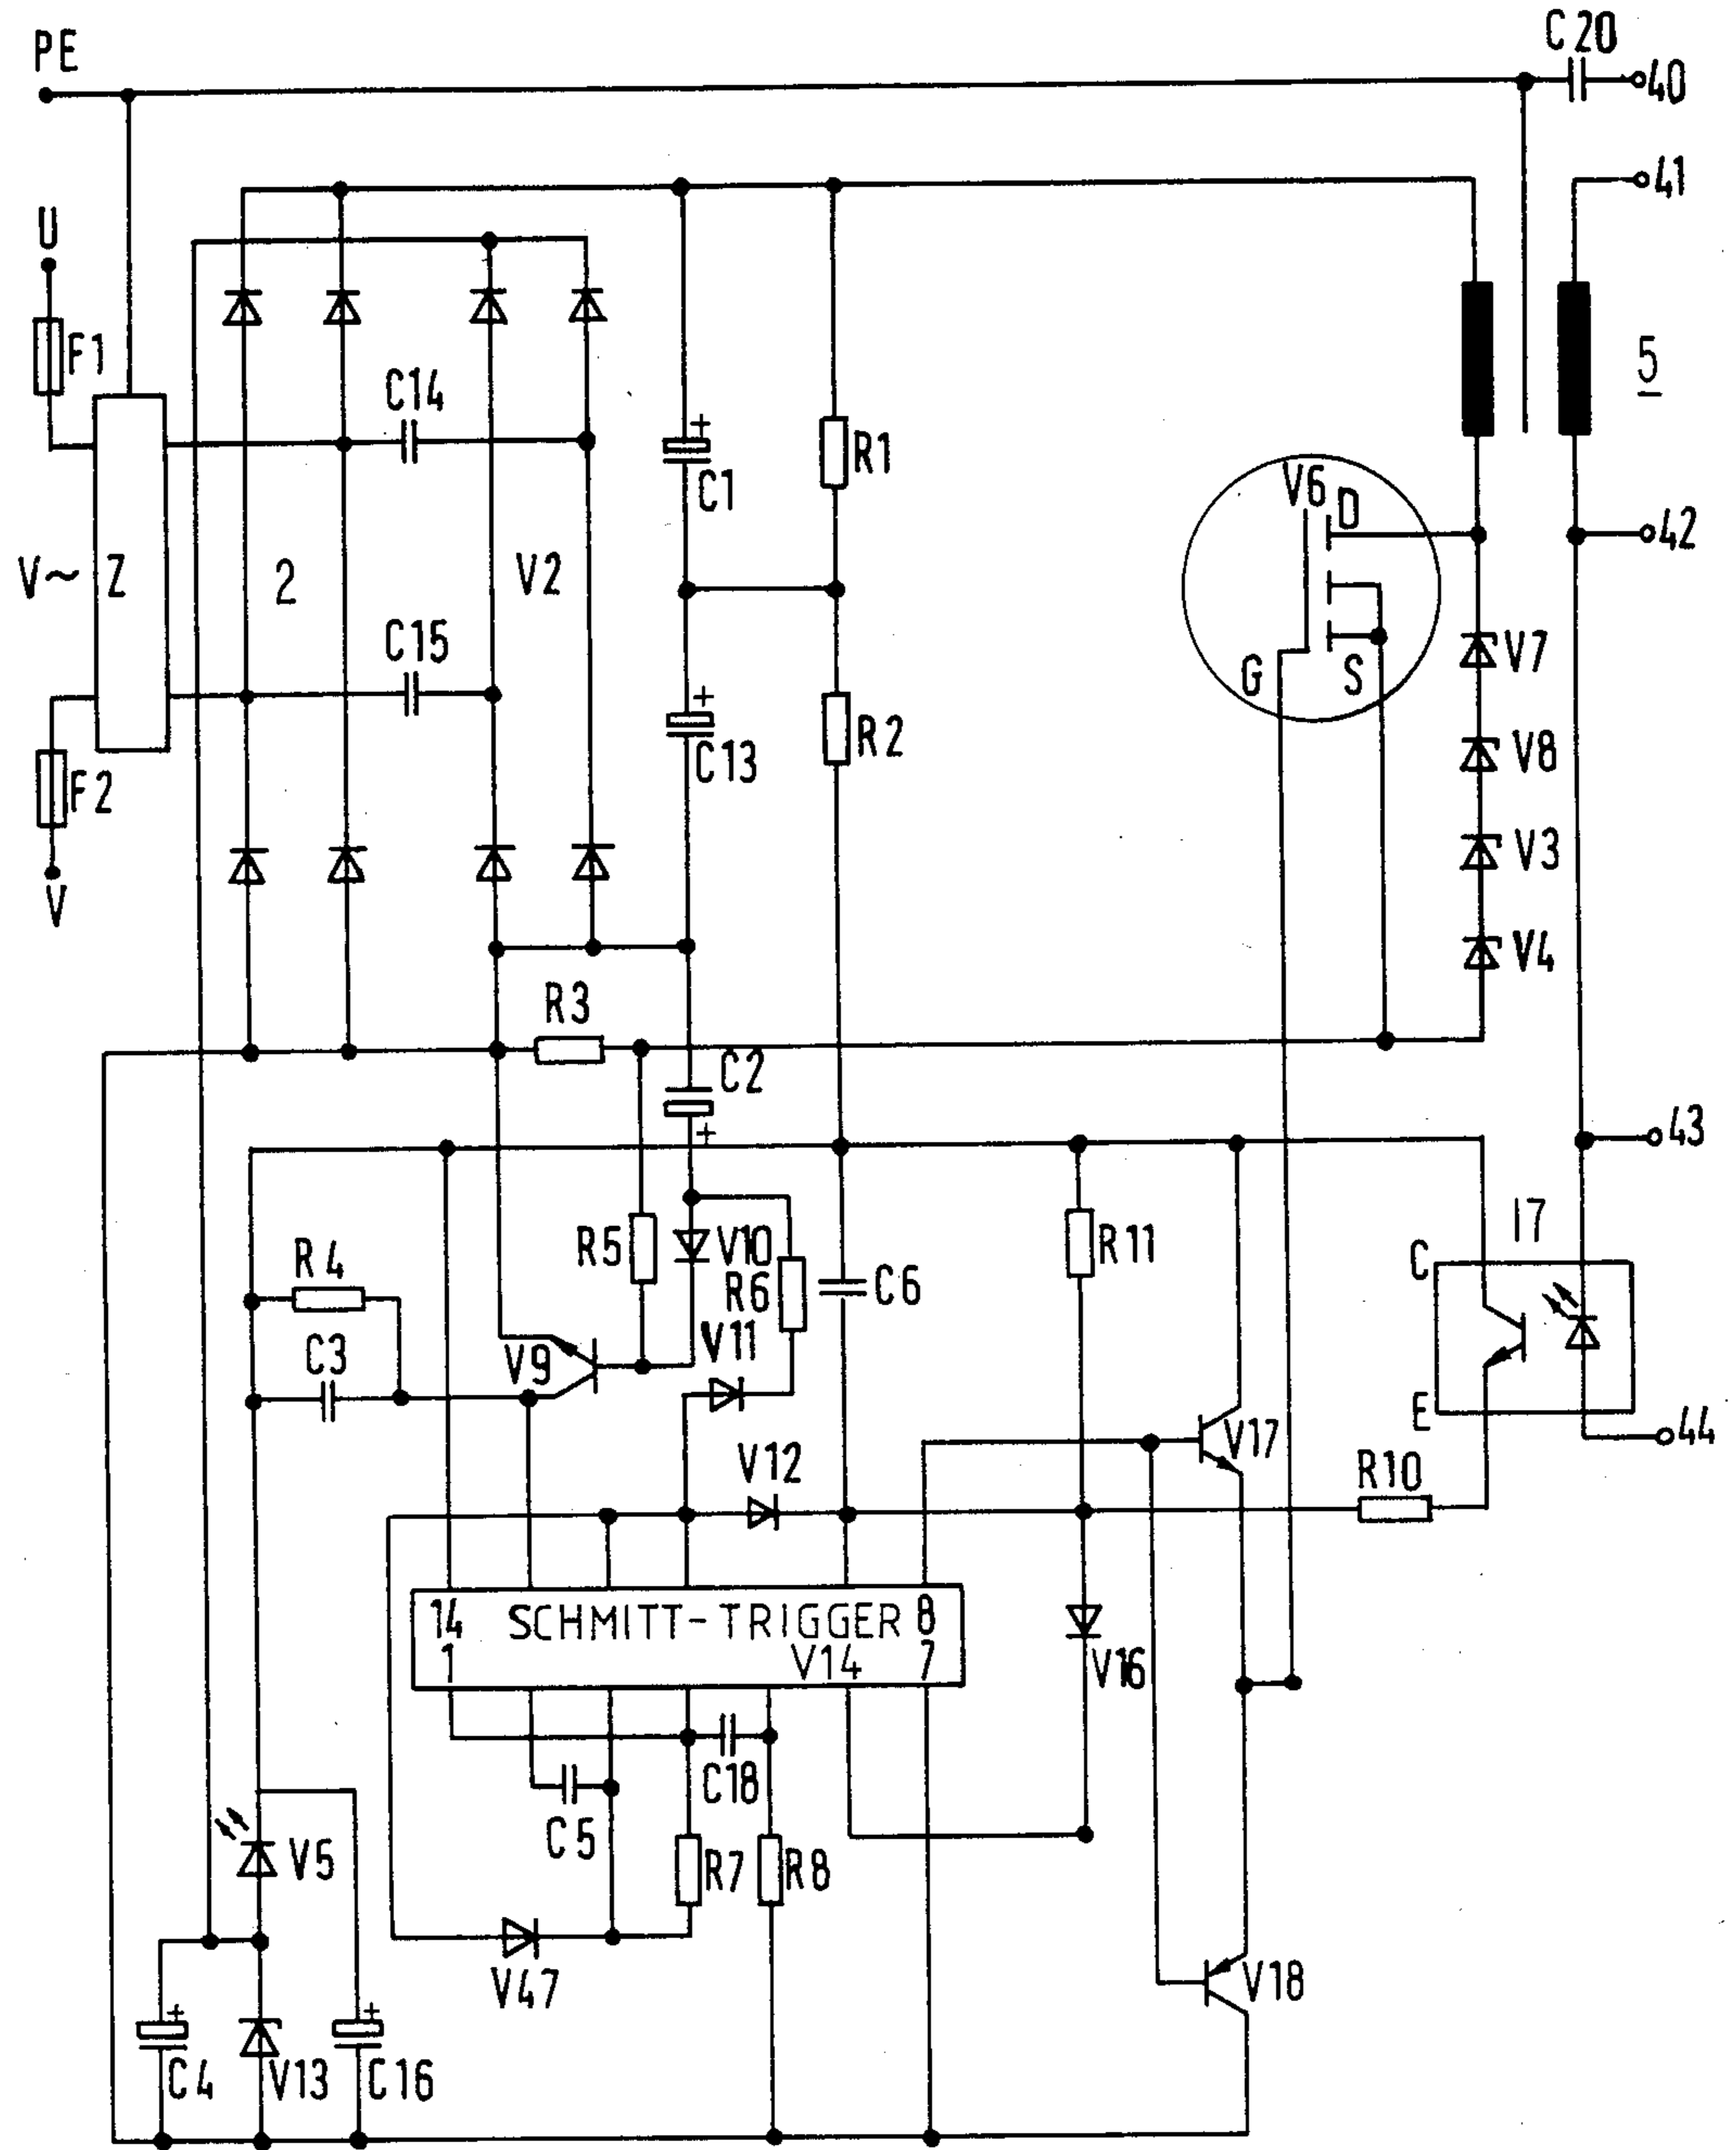 PE
C20
40
41
U
F1
C14
5
C1
R1
V6
D
42
V~
Z
2
V2
C15
G
S
V7
R2
C13
V8
F2
V3
V
V4
R3
C2
43
R5
V10
R11
I7
R4
R6
C6
C
V11
C3
V9
E
V17
44
V12
R10
14
SCHMITT-TRIGGER
8
1
V14
7
V16
C18
C5
V5
R7
R8
V47
V18
C4
V13
C16
+
+
+
+
+